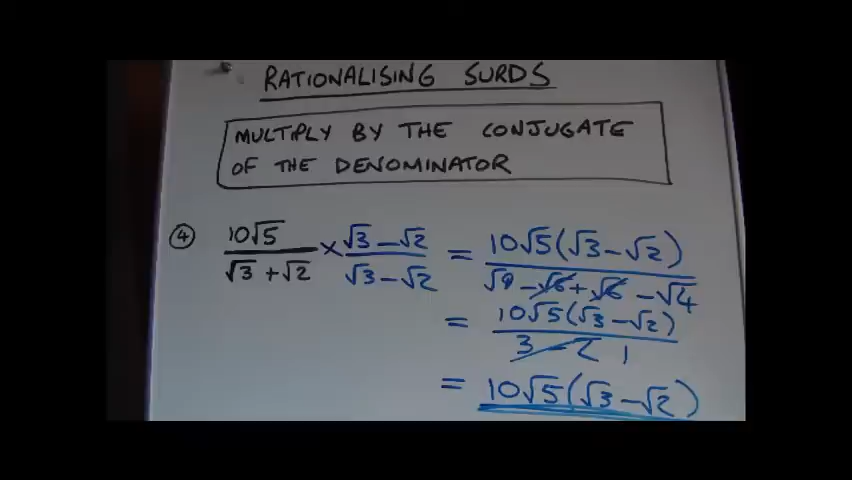 RATIONALISING SURDS
MULTIPLY BY THE CONJUGATE
OF THE DENOMINATOR
④ 10√5 / √3 + √2 × √3 − √2 / √3 − √2 = 10√5(√3 − √2) / √9 − √6 + √6 − √4
= 10√5(√3 − √2) / 3 − 2 1
= 10√5(√3 − √2)